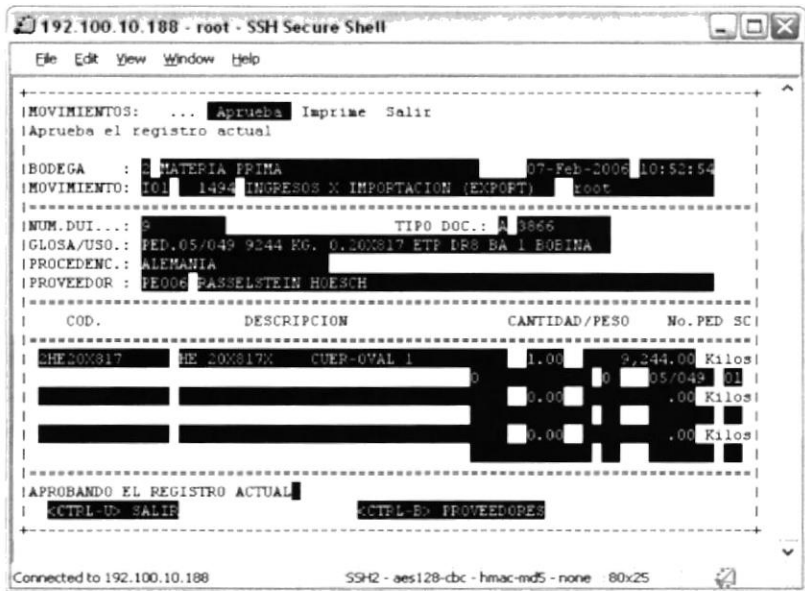 192.100.10.188 - root - SSH Secure Shell
File Edit View Window Help
MOVIMIENTOS: ... Aprueba Imprime Salir
Aprueba el registro actual
BODEGA : 2 MATERIA PRIMA 07-Feb-2006 10:52:54
MOVIMIENTO: I01 1494 INGRESOS X IMPORTACION (EXPORT) root
NUM.DUI...: 9 TIPO DOC.: A 3866
GLOSA/USO.: PED.05/049 9244 KG. 0.20X817 ETP DR8 BA 1 BOBINA
PROCEDENC.: ALEMANIA
PROVEEDOR : PE006 RASSELSTEIN HOESCH
COD. DESCRIPCION CANTIDAD/PESO No.PED SC
2HE20X817 HE 20X817X CUER-OVAL 1 1.00 9,244.00 Kilos
0 0 05/049 01
0.00 .00 Kilos
0.00 .00 Kilos
APROBANDO EL REGISTRO ACTUAL
<CTRL-U> SALIR <CTRL-B> PROVEEDORES
Connected to 192.100.10.188 SSH2 - aes128-cbc - hmac-md5 - none 80x25